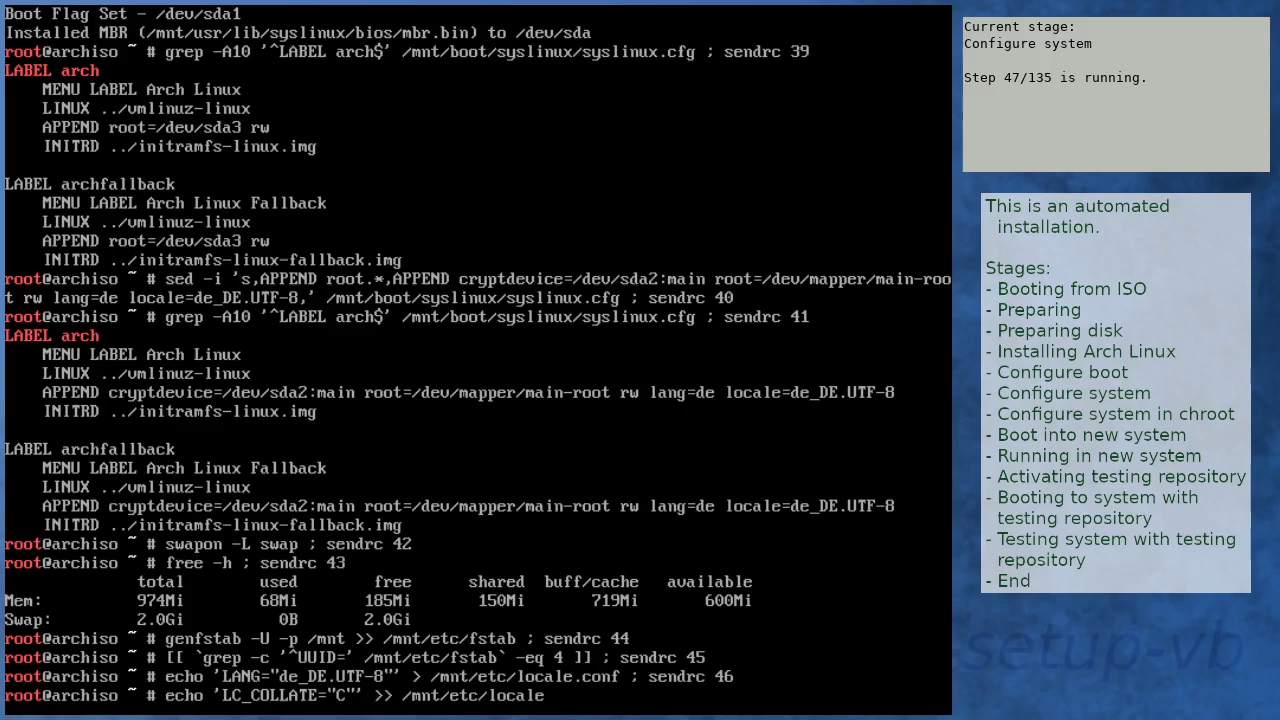 Boot Flag Set - /dev/sda1
Installed MBR (/mnt/usr/lib/syslinux/bios/mbr.bin) to /dev/sda
root@archiso ~ # grep -A10 '^LABEL arch$' /mnt/boot/syslinux/syslinux.cfg ; sendrc 39
LABEL arch
    MENU LABEL Arch Linux
    LINUX ../vmlinuz-linux
    APPEND root=/dev/sda3 rw
    INITRD ../initramfs-linux.img

LABEL archfallback
    MENU LABEL Arch Linux Fallback
    LINUX ../vmlinuz-linux
    APPEND root=/dev/sda3 rw
    INITRD ../initramfs-linux-fallback.img
root@archiso ~ # sed -i 's,APPEND root.*,APPEND cryptdevice=/dev/sda2:main root=/dev/mapper/main-roo
t rw lang=de locale=de_DE.UTF-8,' /mnt/boot/syslinux/syslinux.cfg ; sendrc 40
root@archiso ~ # grep -A10 '^LABEL arch$' /mnt/boot/syslinux/syslinux.cfg ; sendrc 41
LABEL arch
    MENU LABEL Arch Linux
    LINUX ../vmlinuz-linux
    APPEND cryptdevice=/dev/sda2:main root=/dev/mapper/main-root rw lang=de locale=de_DE.UTF-8
    INITRD ../initramfs-linux.img

LABEL archfallback
    MENU LABEL Arch Linux Fallback
    LINUX ../vmlinuz-linux
    APPEND cryptdevice=/dev/sda2:main root=/dev/mapper/main-root rw lang=de locale=de_DE.UTF-8
    INITRD ../initramfs-linux-fallback.img
root@archiso ~ # swapon -L swap ; sendrc 42
root@archiso ~ # free -h ; sendrc 43
              total        used        free      shared  buff/cache   available
Mem:          974Mi        68Mi       185Mi       150Mi       719Mi       600Mi
Swap:         2.0Gi          0B       2.0Gi
root@archiso ~ # genfstab -U -p /mnt >> /mnt/etc/fstab ; sendrc 44
root@archiso ~ # [[ `grep -c '^UUID=' /mnt/etc/fstab` -eq 4 ]] ; sendrc 45
root@archiso ~ # echo 'LANG="de_DE.UTF-8"' > /mnt/etc/locale.conf ; sendrc 46
root@archiso ~ # echo 'LC_COLLATE="C"' >> /mnt/etc/locale
Current stage:
Configure system

Step 47/135 is running.
This is an automated
installation.

Stages:
- Booting from ISO
- Preparing
- Preparing disk
- Installing Arch Linux
- Configure boot
- Configure system
- Configure system in chroot
- Boot into new system
- Running in new system
- Activating testing repository
- Booting to system with
testing repository
- Testing system with testing
repository
- End
setup-vb